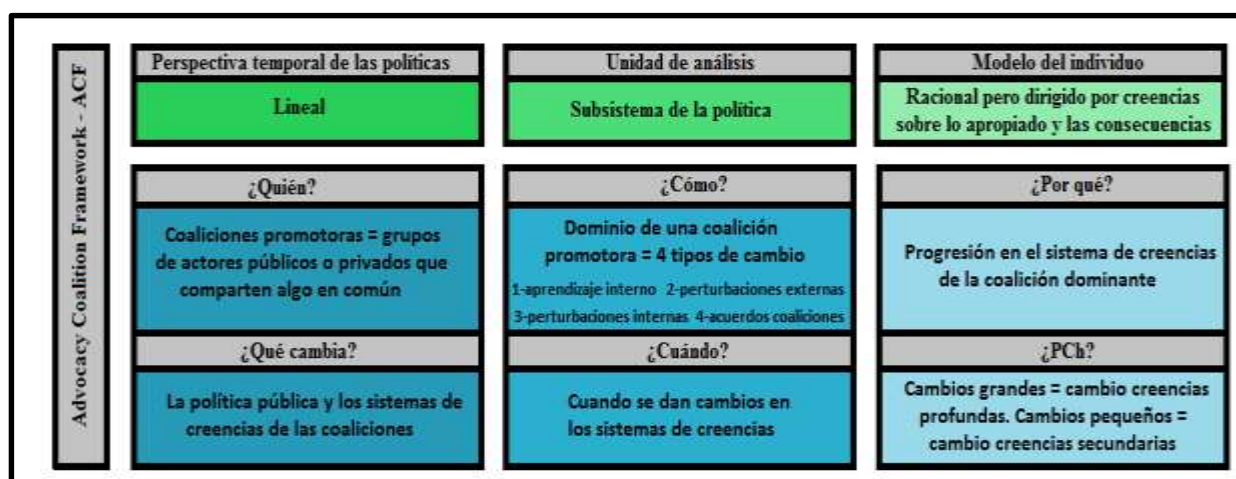 Advocacy Coalition Framework - ACF
Perspectiva temporal de las políticas
Lineal
Unidad de análisis
Subsistema de la política
Modelo del individuo
Racional pero dirigido por creencias
sobre lo apropiado y las consecuencias
¿Quién?
Coaliciones promotoras = grupos
de actores públicos o privados que
comparten algo en común
¿Cómo?
Dominio de una coalición
promotora = 4 tipos de cambio
1-aprendizaje interno 2-perturbaciones externas
3-perturbaciones internas 4-acuerdos coaliciones
¿Por qué?
Progresión en el sistema de creencias
de la coalición dominante
¿Qué cambia?
La política pública y los sistemas de
creencias de las coaliciones
¿Cuándo?
Cuando se dan cambios en
los sistemas de creencias
¿PCh?
Cambios grandes = cambio creencias
profundas. Cambios pequeños =
cambio creencias secundarias